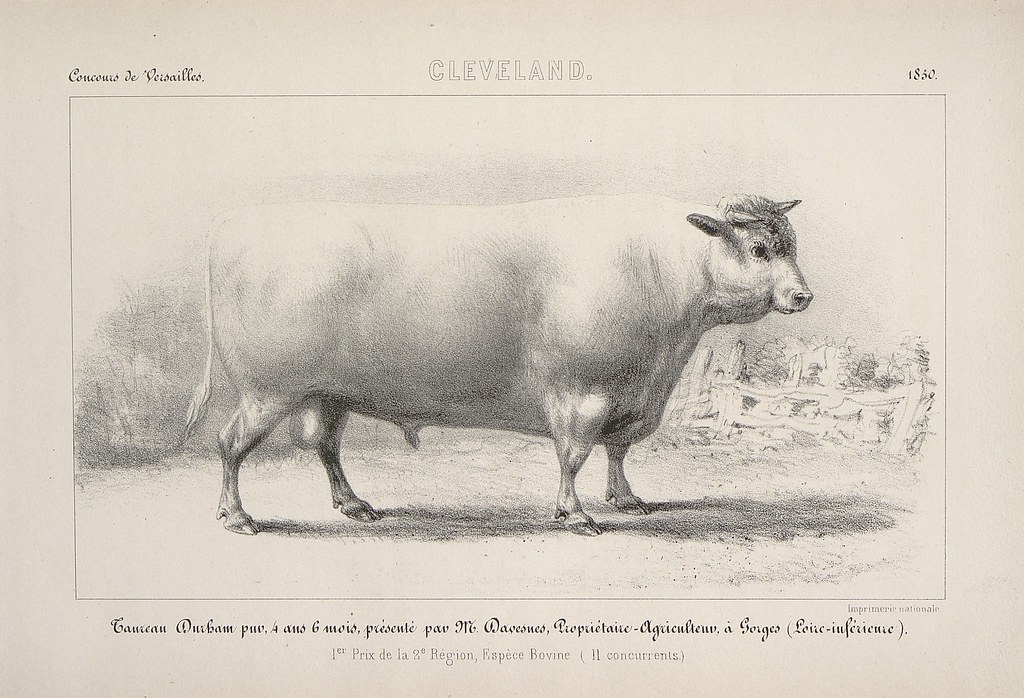 Concours de Versailles. CLEVELAND. 1850.
Imprimerie nationale.
Taureau Durham pur, 4 ans 6 mois, présenté par M. Davesnes, Propriétaire-Agriculteur, à Gorges (Loire-inférieure).
1er Prix de la 2e Région, Espèce Bovine (11 concurrents.)